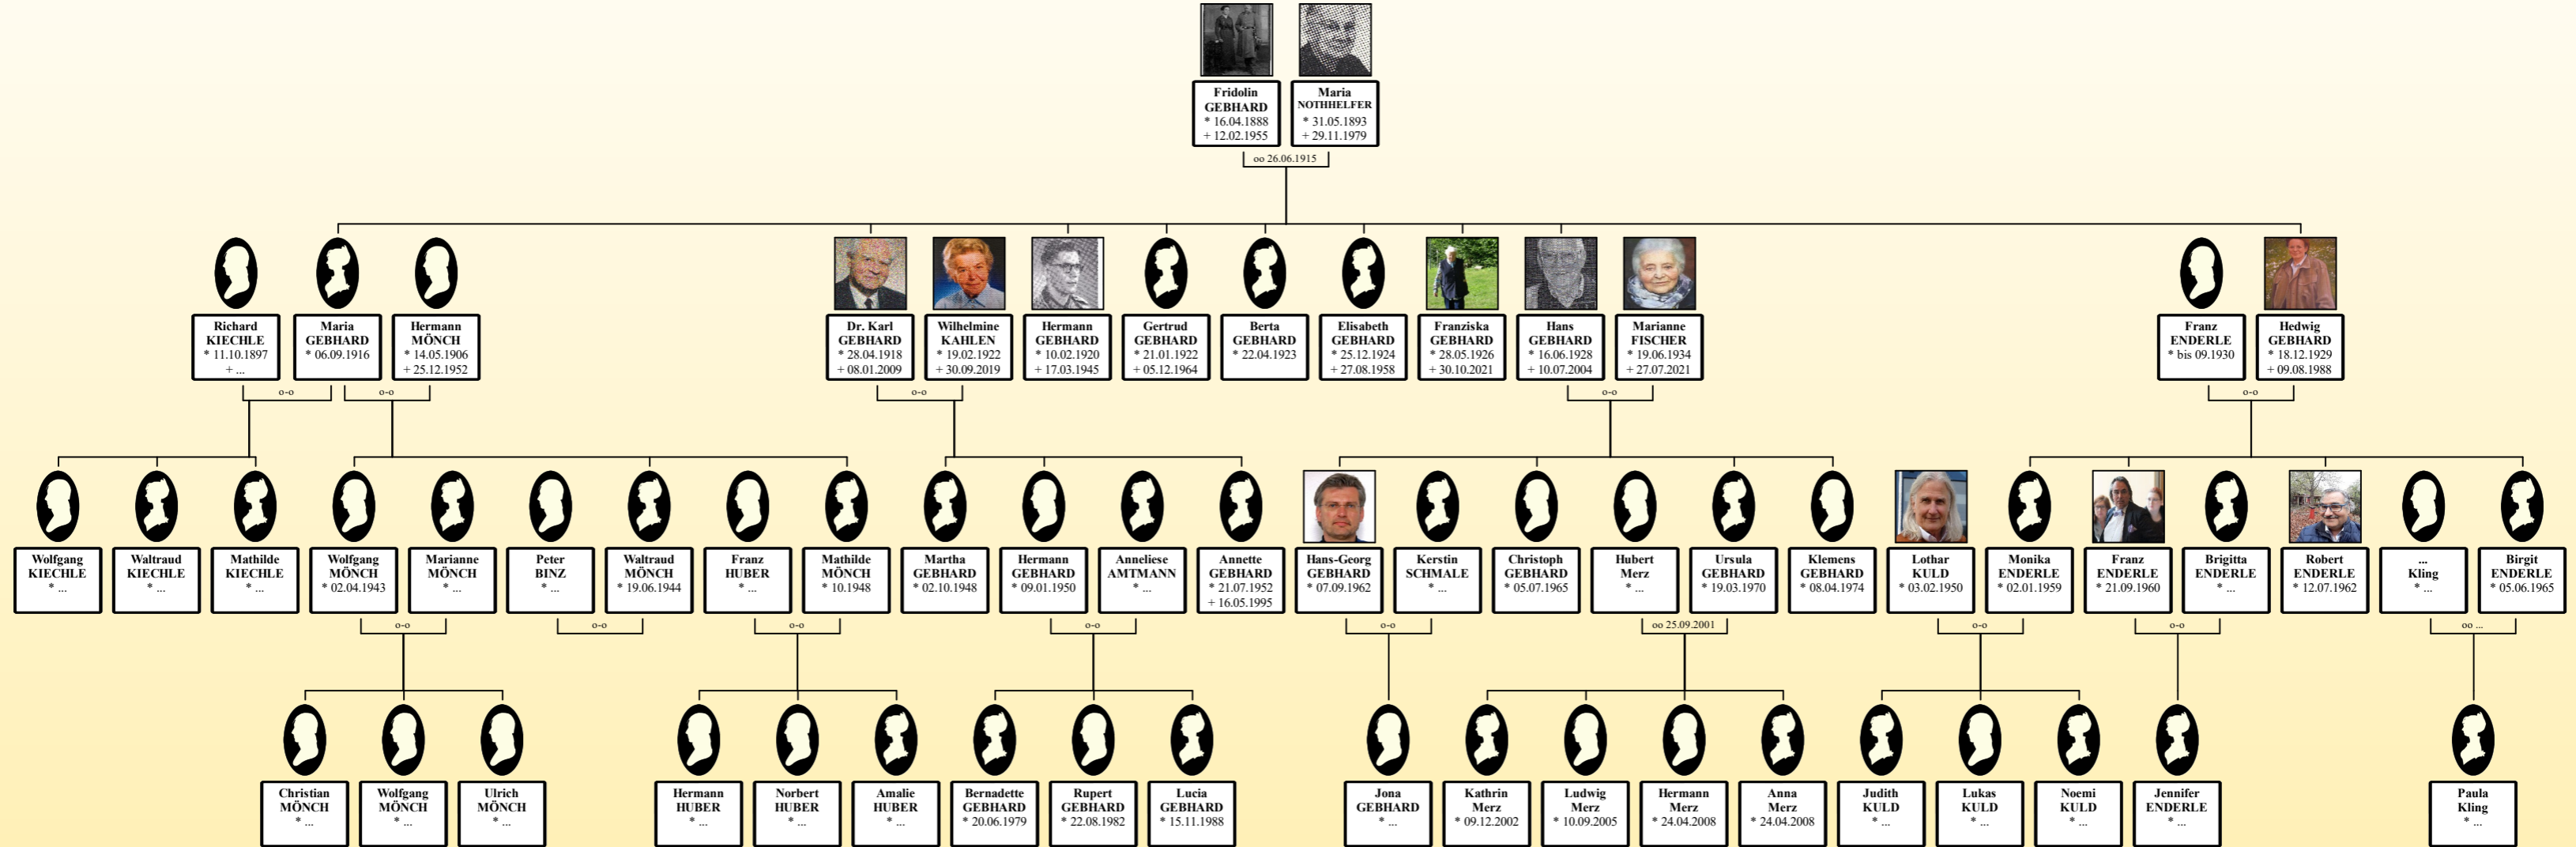 Fridolin
GEBHARD
* 16.04.1888
+ 12.02.1955
Maria
NOTHHELFER
* 31.05.1893
+ 29.11.1979
oo 26.06.1915
Richard
KIECHLE
* 11.10.1897
+ ...
Maria
GEBHARD
* 06.09.1916
Hermann
MÖNCH
* 14.05.1906
+ 25.12.1952
Dr. Karl
GEBHARD
* 28.04.1918
+ 08.01.2009
Wilhelmine
KAHLEN
* 19.02.1922
+ 30.09.2019
Hermann
GEBHARD
* 10.02.1920
+ 17.03.1945
Gertrud
GEBHARD
* 21.01.1922
+ 05.12.1964
Berta
GEBHARD
* 22.04.1923
Elisabeth
GEBHARD
* 25.12.1924
+ 27.08.1958
Franziska
GEBHARD
* 28.05.1926
+ 30.10.2021
Hans
GEBHARD
* 16.06.1928
+ 10.07.2004
Marianne
FISCHER
* 19.06.1934
+ 27.07.2021
Franz
ENDERLE
* bis 09.1930
Hedwig
GEBHARD
* 18.12.1929
+ 09.08.1988
o-o
o-o
o-o
o-o
o-o
Wolfgang
KIECHLE
* ...
Waltraud
KIECHLE
* ...
Mathilde
KIECHLE
* ...
Wolfgang
MÖNCH
* 02.04.1943
Marianne
MÖNCH
* ...
Peter
BINZ
* ...
Waltraud
MÖNCH
* 19.06.1944
Franz
HUBER
* ...
Mathilde
MÖNCH
* 10.1948
Martha
GEBHARD
* 02.10.1948
Hermann
GEBHARD
* 09.01.1950
Anneliese
AMTMANN
* ...
Annette
GEBHARD
* 21.07.1952
+ 16.05.1995
Hans-Georg
GEBHARD
* 07.09.1962
Kerstin
SCHMALE
* ...
Christoph
GEBHARD
* 05.07.1965
Hubert
Merz
* ...
Ursula
GEBHARD
* 19.03.1970
Klemens
GEBHARD
* 08.04.1974
Lothar
KULD
* 03.02.1950
Monika
ENDERLE
* 02.01.1959
Franz
ENDERLE
* 21.09.1960
Brigitta
ENDERLE
* ...
Robert
ENDERLE
* 12.07.1962
...
Kling
* ...
Birgit
ENDERLE
* 05.06.1965
o-o
o-o
o-o
o-o
o-o
oo 25.09.2001
o-o
o-o
oo ...
Christian
MÖNCH
* ...
Wolfgang
MÖNCH
* ...
Ulrich
MÖNCH
* ...
Hermann
HUBER
* ...
Norbert
HUBER
* ...
Amalie
HUBER
* ...
Bernadette
GEBHARD
* 20.06.1979
Rupert
GEBHARD
* 22.08.1982
Lucia
GEBHARD
* 15.11.1988
Jona
GEBHARD
* ...
Kathrin
Merz
* 09.12.2002
Ludwig
Merz
* 10.09.2005
Hermann
Merz
* 24.04.2008
Anna
Merz
* 24.04.2008
Judith
KULD
* ...
Lukas
KULD
* ...
Noemi
KULD
* ...
Jennifer
ENDERLE
* ...
Paula
Kling
* ...